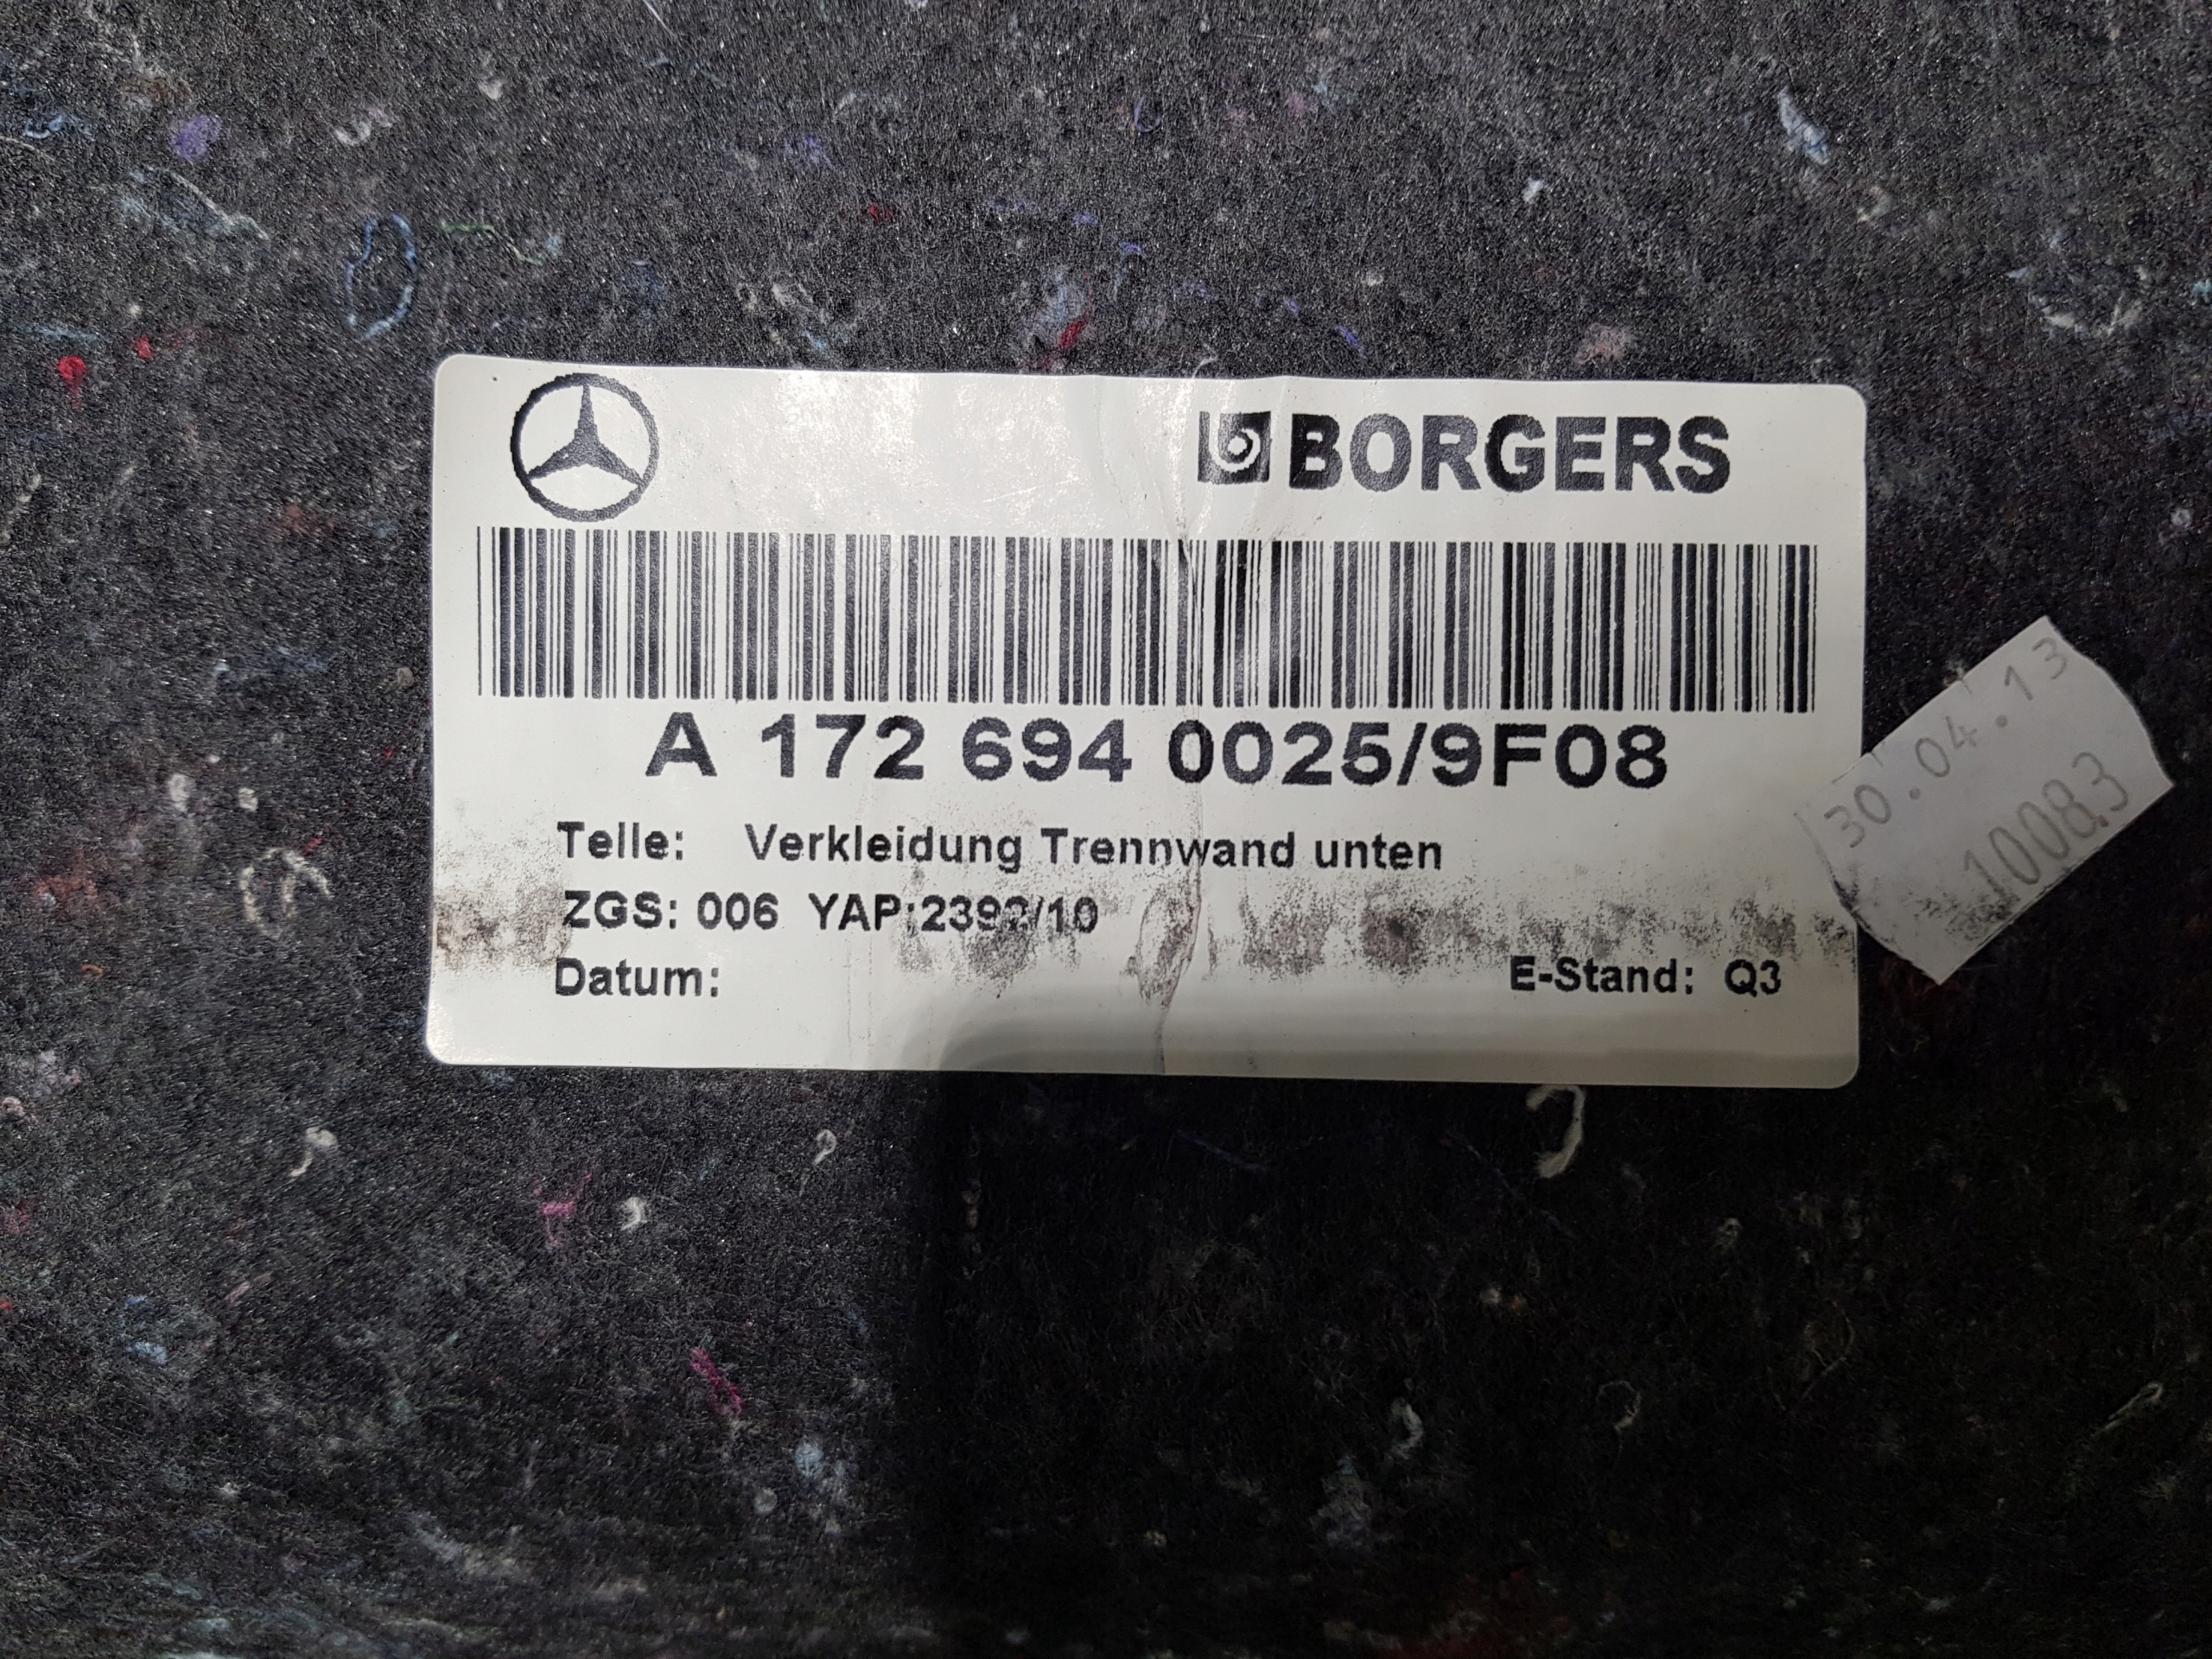 BORGERS
A 172 694 0025/9F08
Teile: Verkleidung Trennwand unten
ZGS: 006 YAP:2392/10
Datum:
E-Stand: Q3
30.04.13
10083